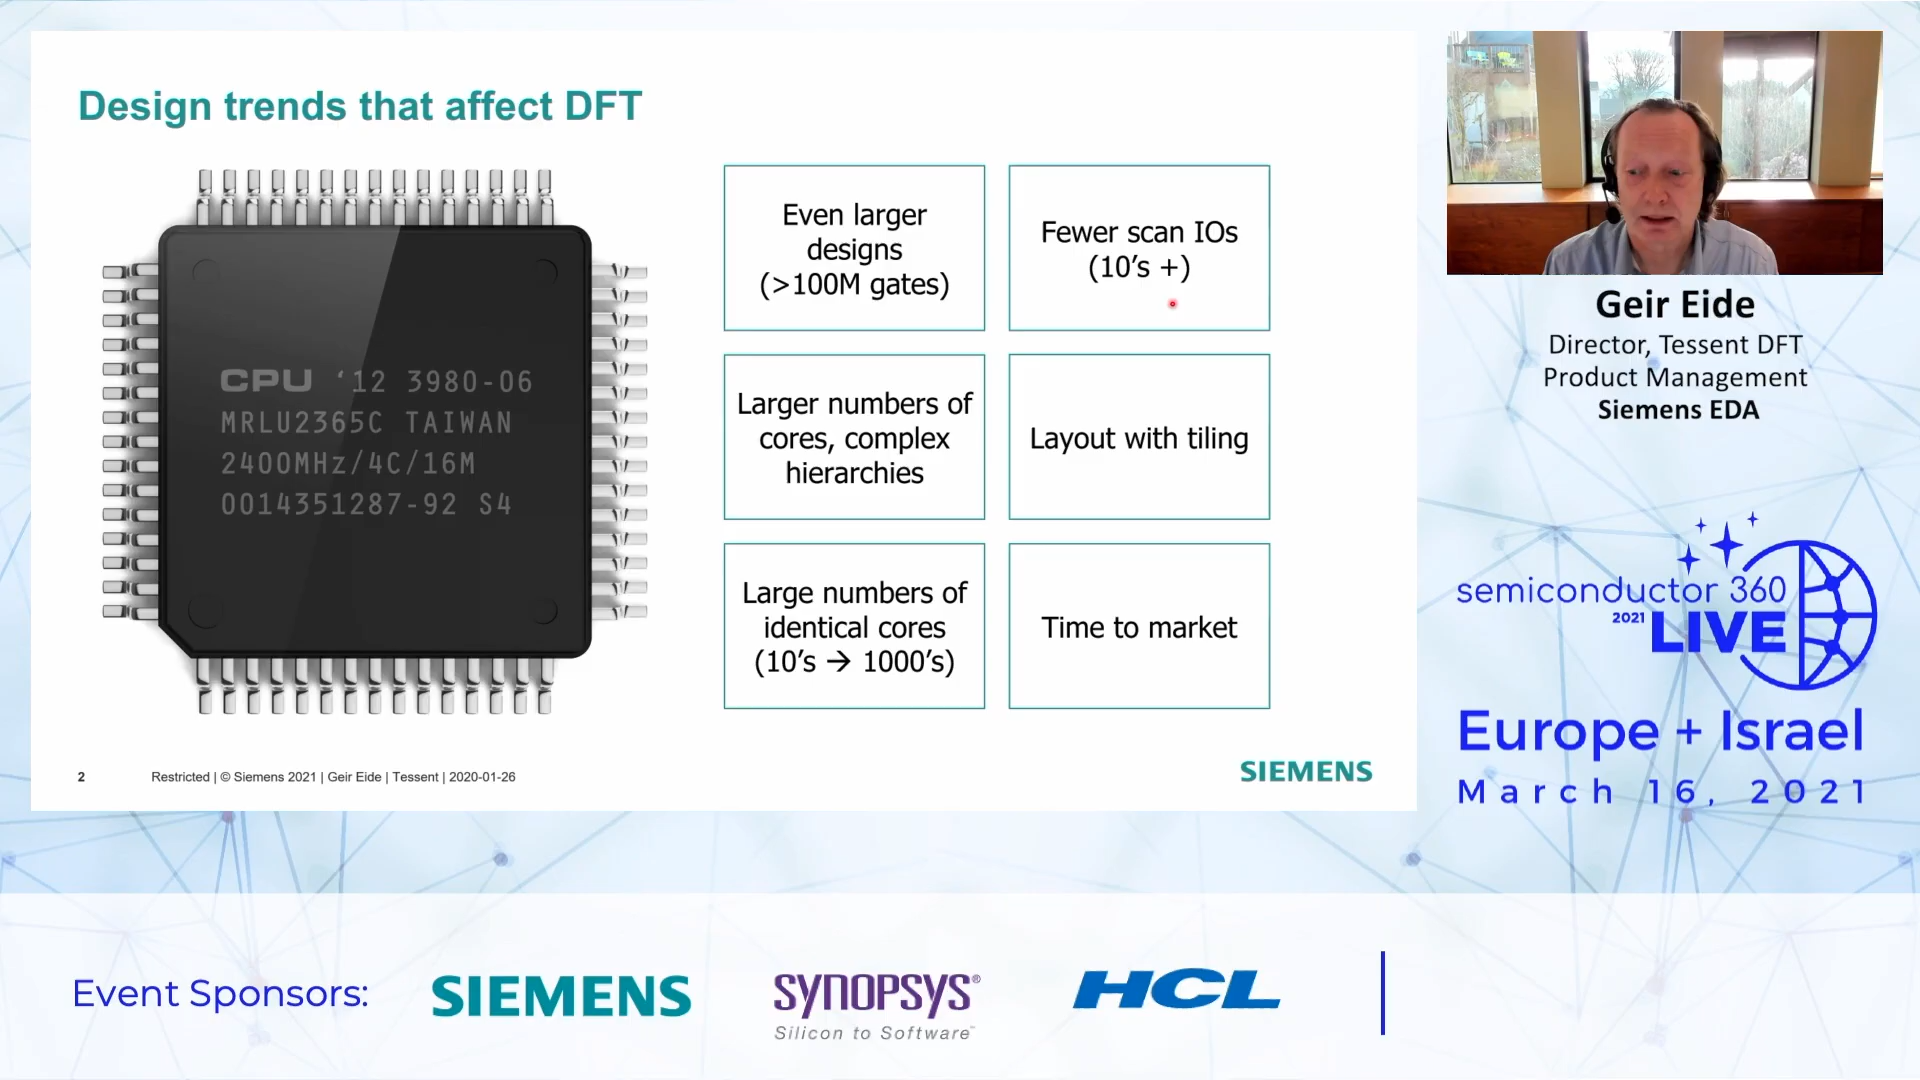 Design trends that affect DFT
CPU ‘12 3980-06
MRLU2365C TAIWAN
2400MHz/4C/16M
0014351287-92 S4
Even larger
designs
(>100M gates)
Fewer scan IOs
(10’s +)
Larger numbers of
cores, complex
hierarchies
Layout with tiling
Large numbers of
identical cores
(10’s → 1000’s)
Time to market
2
Restricted | © Siemens 2021 | Geir Eide | Tessent | 2020-01-26
SIEMENS
Geir Eide
Director, Tessent DFT
Product Management
Siemens EDA
semiconductor 360
2021 LIVE
Europe + Israel
March 16, 2021
Event Sponsors:
SIEMENS
SYNOPSYS®
Silicon to Software™
HCL